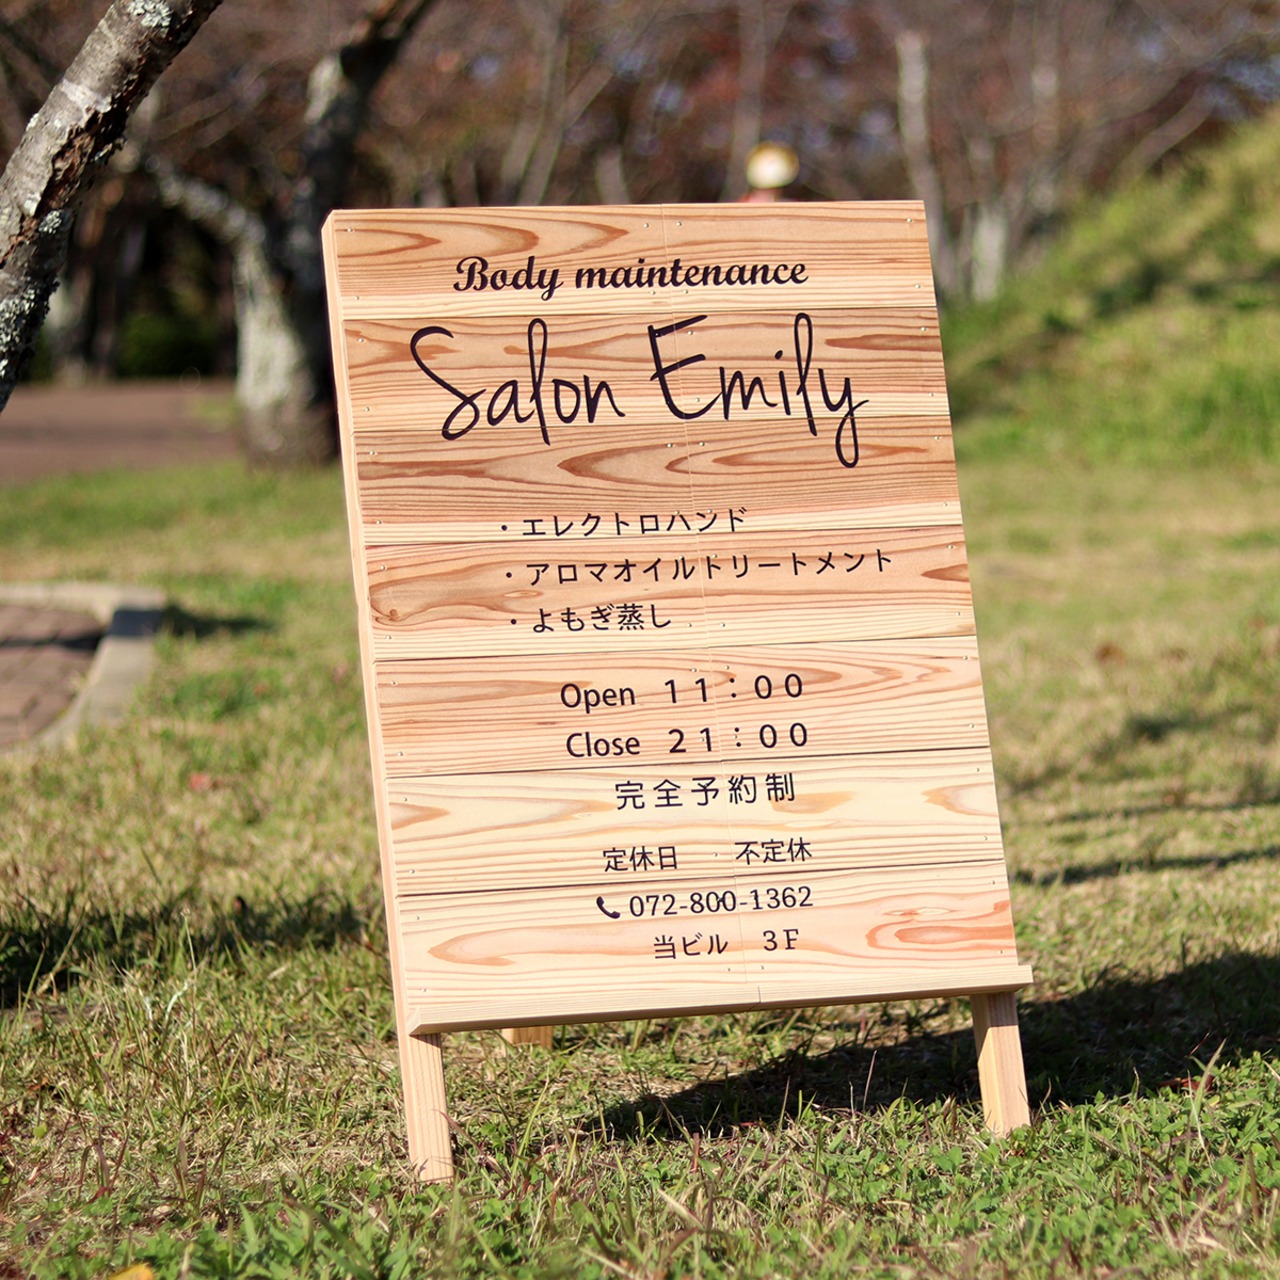 Body maintenance
Salon Emily
・エレクトロハンド
・アロマオイルトリートメント
・よもぎ蒸し
Open 11：00
Close 21：00
完全予約制
定休日　不定休
072-800-1362
当ビル　3F